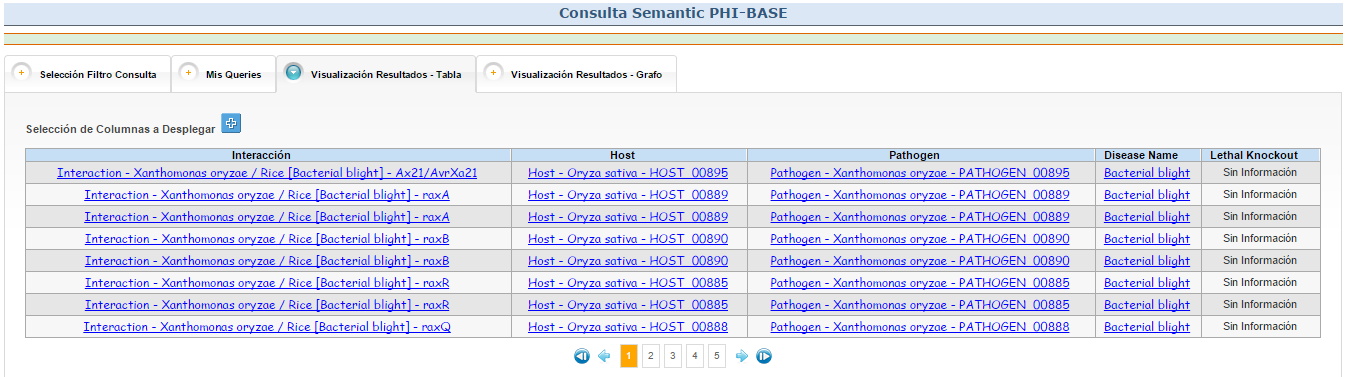 Consulta Semantic PHI-BASE
Selección Filtro Consulta Mis Queries Visualización Resultados - Tabla Visualización Resultados - Grafo
Selección de Columnas a Desplegar
Interacción Host Pathogen Disease Name Lethal Knockout
Interaction - Xanthomonas oryzae / Rice [Bacterial blight] - Ax21/AvrXa21 Host - Oryza sativa - HOST_00895 Pathogen - Xanthomonas oryzae - PATHOGEN_00895 Bacterial blight Sin Información
Interaction - Xanthomonas oryzae / Rice [Bacterial blight] - raxA Host - Oryza sativa - HOST_00889 Pathogen - Xanthomonas oryzae - PATHOGEN_00889 Bacterial blight Sin Información
Interaction - Xanthomonas oryzae / Rice [Bacterial blight] - raxA Host - Oryza sativa - HOST_00889 Pathogen - Xanthomonas oryzae - PATHOGEN_00889 Bacterial blight Sin Información
Interaction - Xanthomonas oryzae / Rice [Bacterial blight] - raxB Host - Oryza sativa - HOST_00890 Pathogen - Xanthomonas oryzae - PATHOGEN_00890 Bacterial blight Sin Información
Interaction - Xanthomonas oryzae / Rice [Bacterial blight] - raxB Host - Oryza sativa - HOST_00890 Pathogen - Xanthomonas oryzae - PATHOGEN_00890 Bacterial blight Sin Información
Interaction - Xanthomonas oryzae / Rice [Bacterial blight] - raxR Host - Oryza sativa - HOST_00885 Pathogen - Xanthomonas oryzae - PATHOGEN_00885 Bacterial blight Sin Información
Interaction - Xanthomonas oryzae / Rice [Bacterial blight] - raxR Host - Oryza sativa - HOST_00885 Pathogen - Xanthomonas oryzae - PATHOGEN_00885 Bacterial blight Sin Información
Interaction - Xanthomonas oryzae / Rice [Bacterial blight] - raxQ Host - Oryza sativa - HOST_00888 Pathogen - Xanthomonas oryzae - PATHOGEN_00888 Bacterial blight Sin Información
1 2 3 4 5